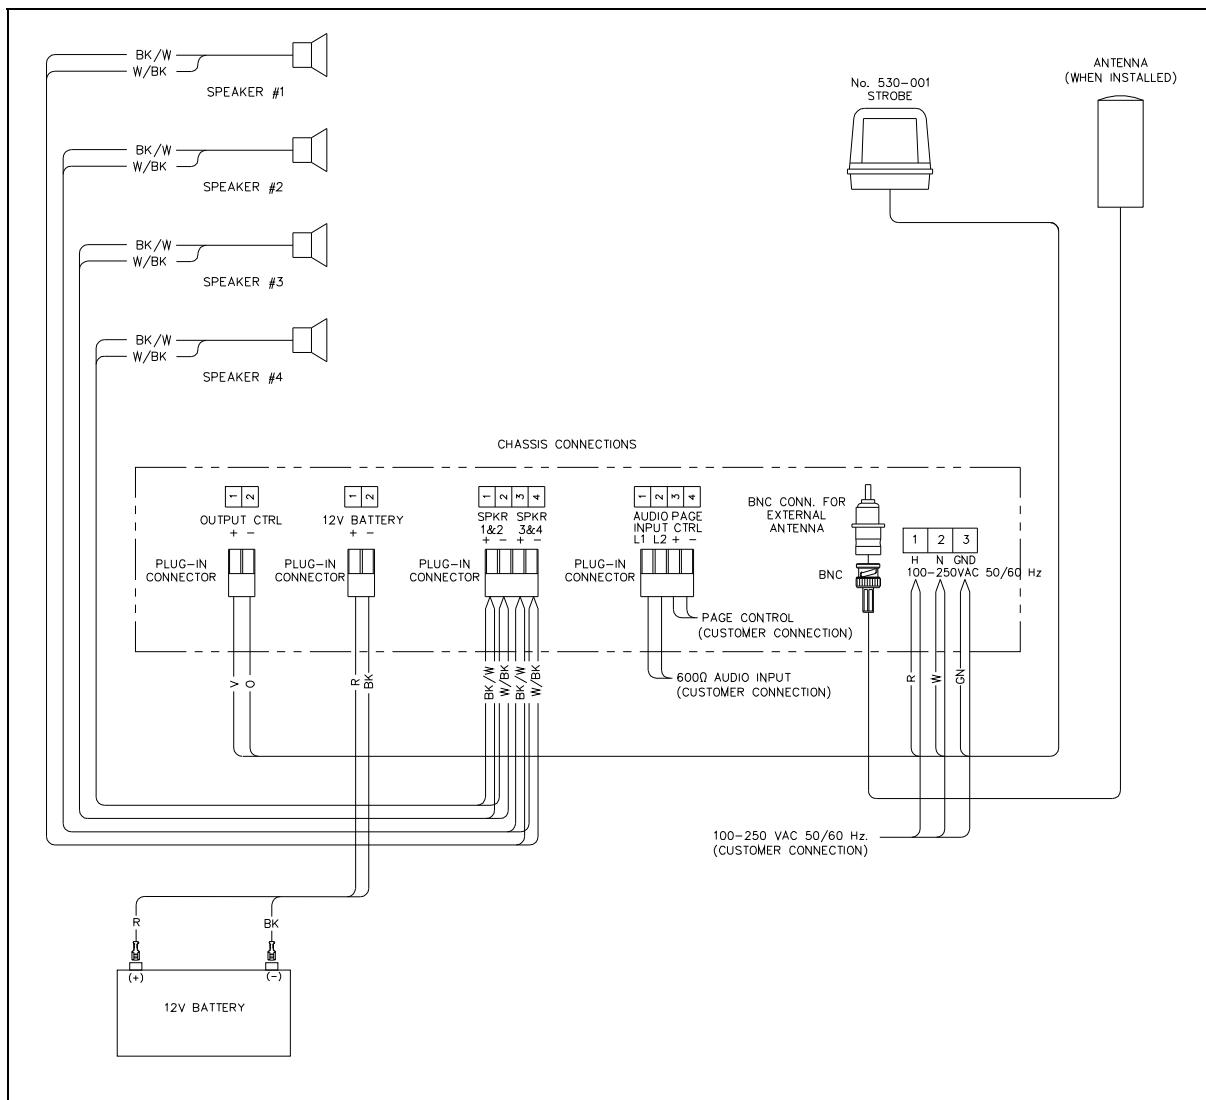 BK/W
W/BK
SPEAKER #1
BK/W
W/BK
SPEAKER #2
BK/W
W/BK
SPEAKER #3
BK/W
W/BK
SPEAKER #4
No. 530-001
STROBE
ANTENNA
(WHEN INSTALLED)
CHASSIS CONNECTIONS
1 2
OUTPUT CTRL
+ -
PLUG-IN
CONNECTOR
1 2
12V BATTERY
+ -
PLUG-IN
CONNECTOR
1 2 3 4
SPKR SPKR
1&2 3&4
+ - + -
PLUG-IN
CONNECTOR
1 2 3 4
AUDIO PAGE
INPUT CTRL
L1 L2 + -
PLUG-IN
CONNECTOR
BNC CONN. FOR
EXTERNAL
ANTENNA
BNC
1 2 3
H N GND
100-250VAC 50/60 Hz
PAGE CONTROL
(CUSTOMER CONNECTION)
600Ω AUDIO INPUT
(CUSTOMER CONNECTION)
V
O
R
BK
BK/W
W/BK
BK/W
W/BK
R
W
GN
100-250 VAC 50/60 Hz.
(CUSTOMER CONNECTION)
R
BK
(+)
(-)
12V BATTERY